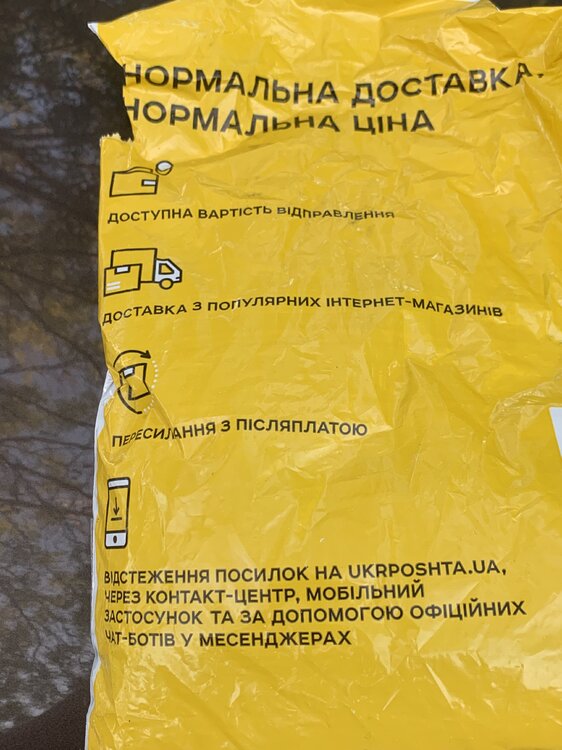 НОРМАЛЬНА ДОСТАВКА.
НОРМАЛЬНА ЦІНА
ДОСТУПНА ВАРТІСТЬ ВІДПРАВЛЕННЯ
ДОСТАВКА З ПОПУЛЯРНИХ ІНТЕРНЕТ-МАГАЗИНІВ
ПЕРЕСИЛАННЯ З ПІСЛЯПЛАТОЮ
ВІДСТЕЖЕННЯ ПОСИЛОК НА UKRPOSHTA.UA,
ЧЕРЕЗ КОНТАКТ-ЦЕНТР, МОБІЛЬНИЙ
ЗАСТОСУНОК ТА ЗА ДОПОМОГОЮ ОФІЦІЙНИХ
ЧАТ-БОТІВ У МЕСЕНДЖЕРАХ